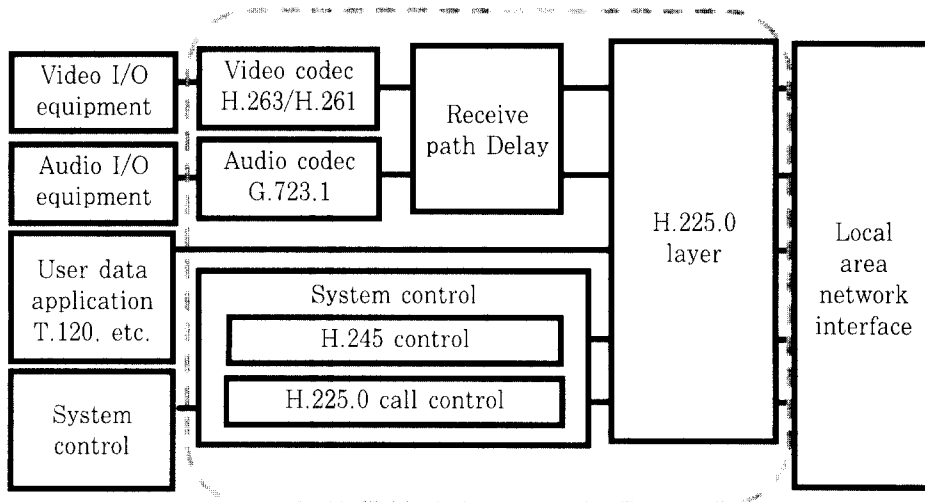 Video I/O
equipment
Video codec
H.263/H.261
Receive
path Delay
Audio I/O
equipment
Audio codec
G.723.1
H.225.0
layer
Local
area
network
interface
User data
application
T.120, etc.
System control
H.245 control
H.225.0 call control
System
control